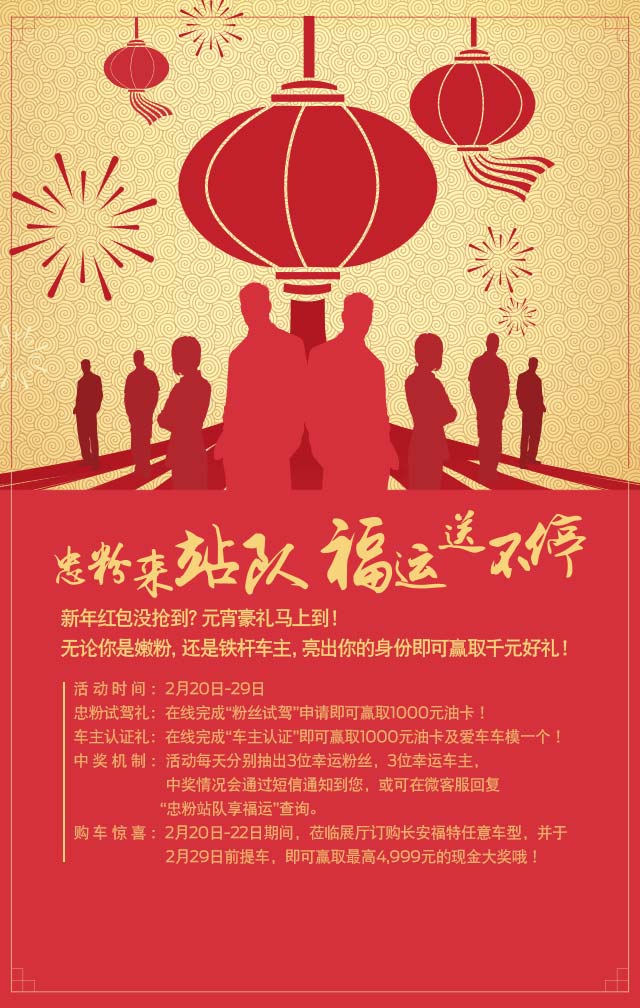 忠粉来站队 福运送不停
新年红包没抢到？元宵豪礼马上到！
无论你是嫩粉，还是铁杆车主，亮出你的身份即可赢取千元好礼！
活动时间：2月20日-29日
忠粉试驾礼：在线完成“粉丝试驾”申请即可赢取1000元油卡！
车主认证礼：在线完成“车主认证”即可赢取1000元油卡及爱车车模一个！
中奖机制：活动每天分别抽出3位幸运粉丝，3位幸运车主，
中奖情况会通过短信通知到您，或可在微客服回复
“忠粉站队享福运”查询。
购车惊喜：2月20日-22日期间，莅临展厅订购长安福特任意车型，并于
2月29日前提车，即可赢取最高4,999元的现金大奖哦！